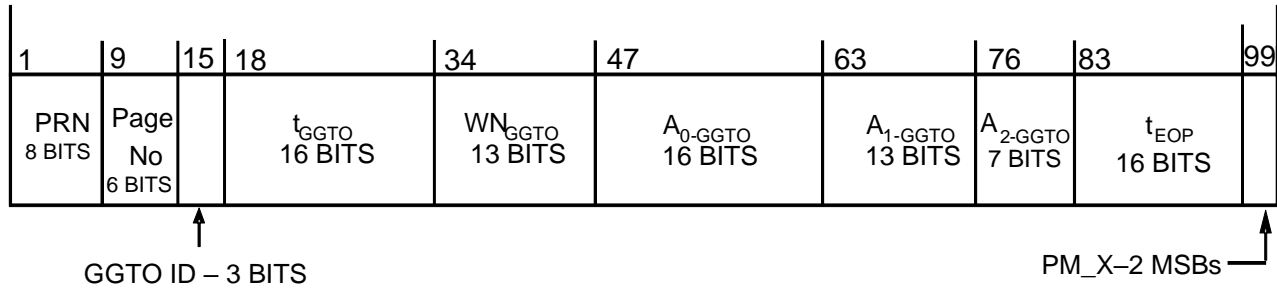 1 9 15 18 34 47 63 76 83 99
PRN
8 BITS
Page
No
6 BITS
tGGTO
16 BITS
WNGGTO
13 BITS
A0-GGTO
16 BITS
A1-GGTO
13 BITS
A2-GGTO
7 BITS
tEOP
16 BITS
GGTO ID – 3 BITS
PM_X–2 MSBs